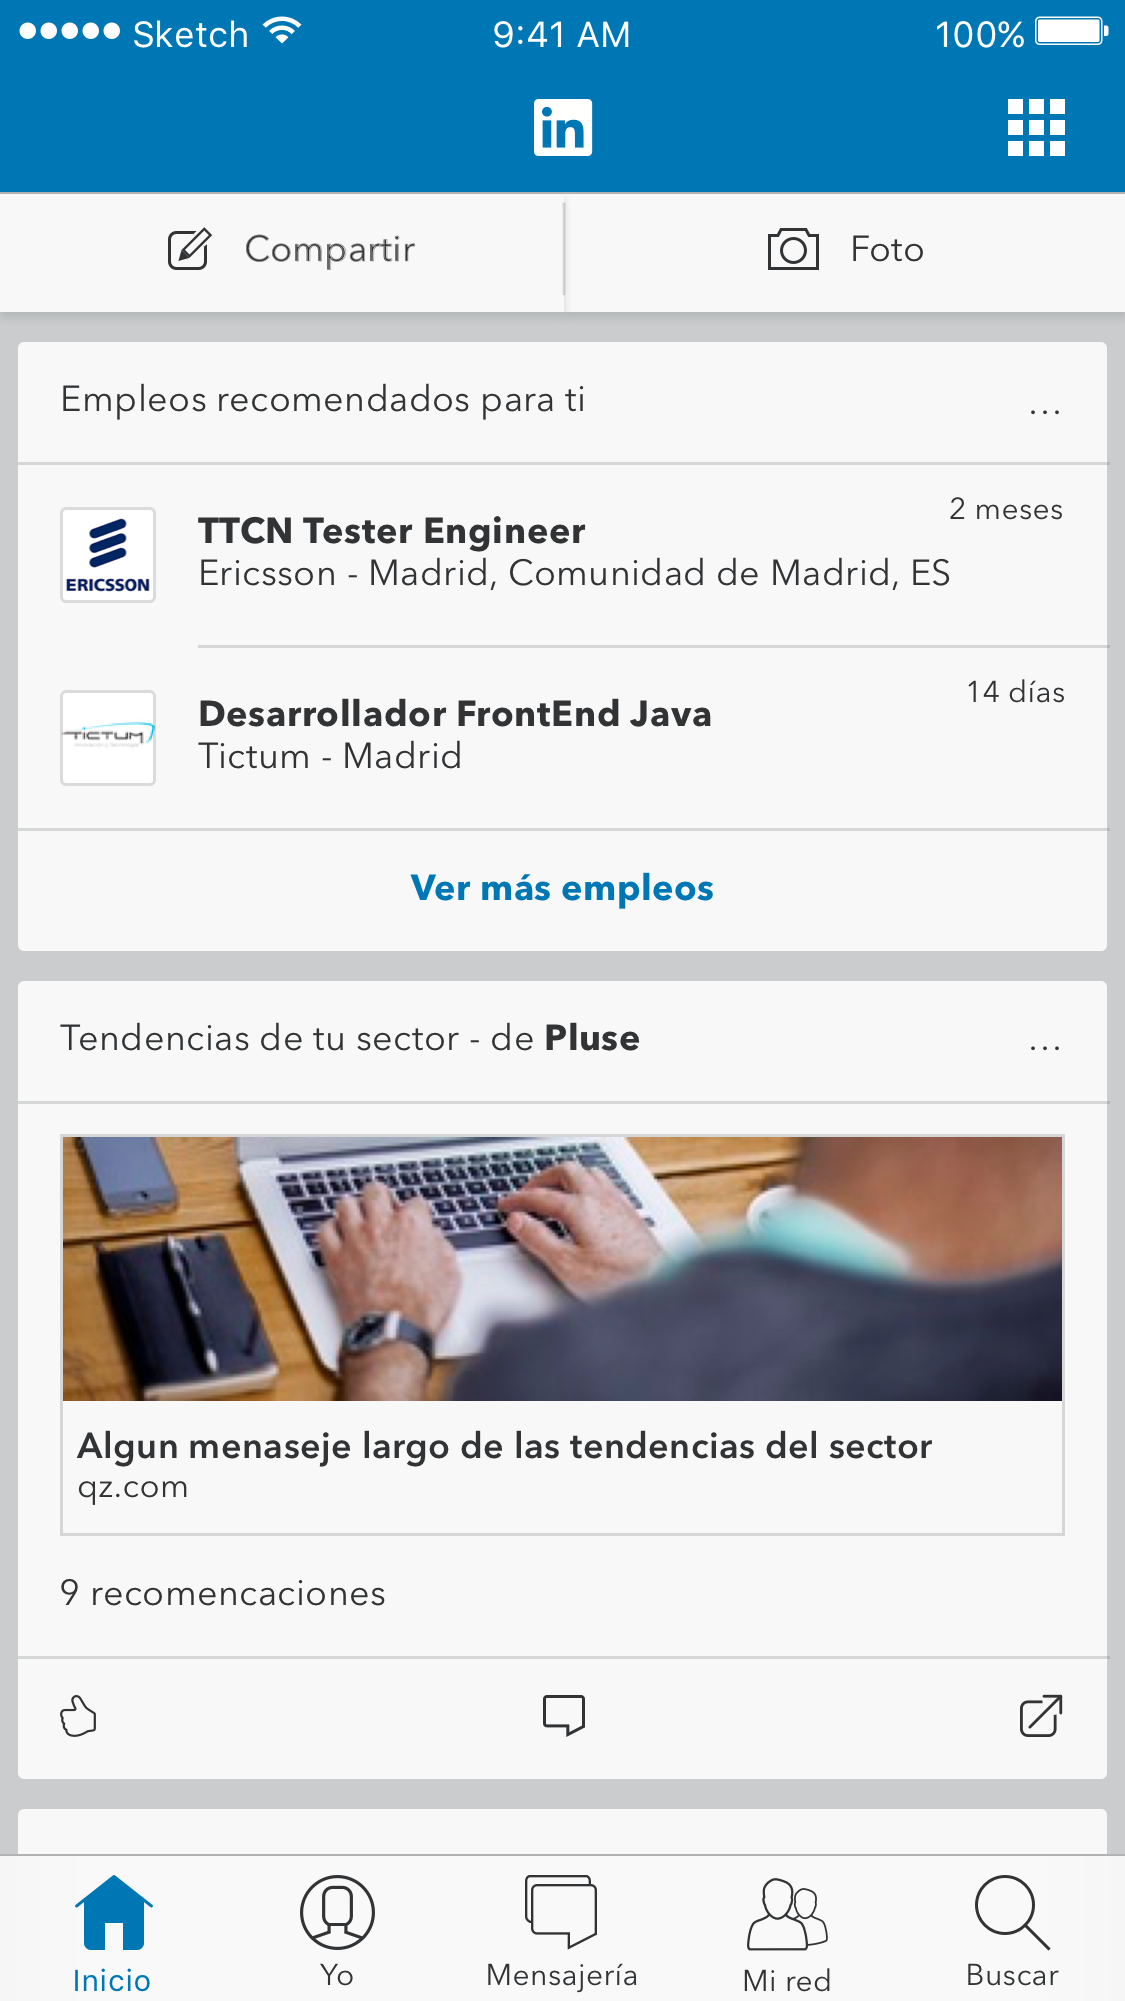 Sketch 9:41 AM 100%
in
Compartir Foto
Empleos recomendados para ti ...
2 meses
TTCN Tester Engineer
Ericsson - Madrid, Comunidad de Madrid, ES
ERICSSON
14 días
Desarrollador FrontEnd Java
Tictum - Madrid
TICTUM
Ver más empleos
Tendencias de tu sector - de Pluse ...
Algun menaseje largo de las tendencias del sector
qz.com
9 recomencaciones
Inicio Yo Mensajería Mi red Buscar